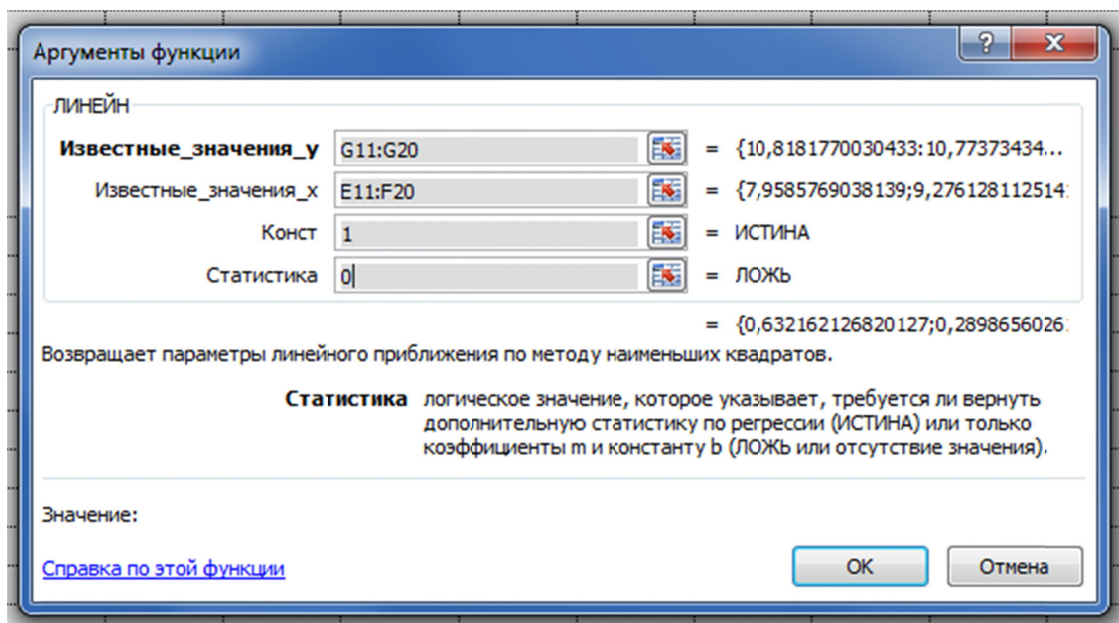 Аргументы функции
ЛИНЕЙН
Известные_значения_y G11:G20 = {10,8181770030433:10,77373434...
Известные_значения_x E11:F20 = {7,9585769038139;9,276128112514
Конст 1 = ИСТИНА
Статистика 0 = ЛОЖЬ
= {0,632162126820127;0,2898656026
Возвращает параметры линейного приближения по методу наименьших квадратов.
Статистика логическое значение, которое указывает, требуется ли вернуть
дополнительную статистику по регрессии (ИСТИНА) или только
коэффициенты m и константу b (ЛОЖЬ или отсутствие значения).
Значение:
Справка по этой функции
ОК
Отмена